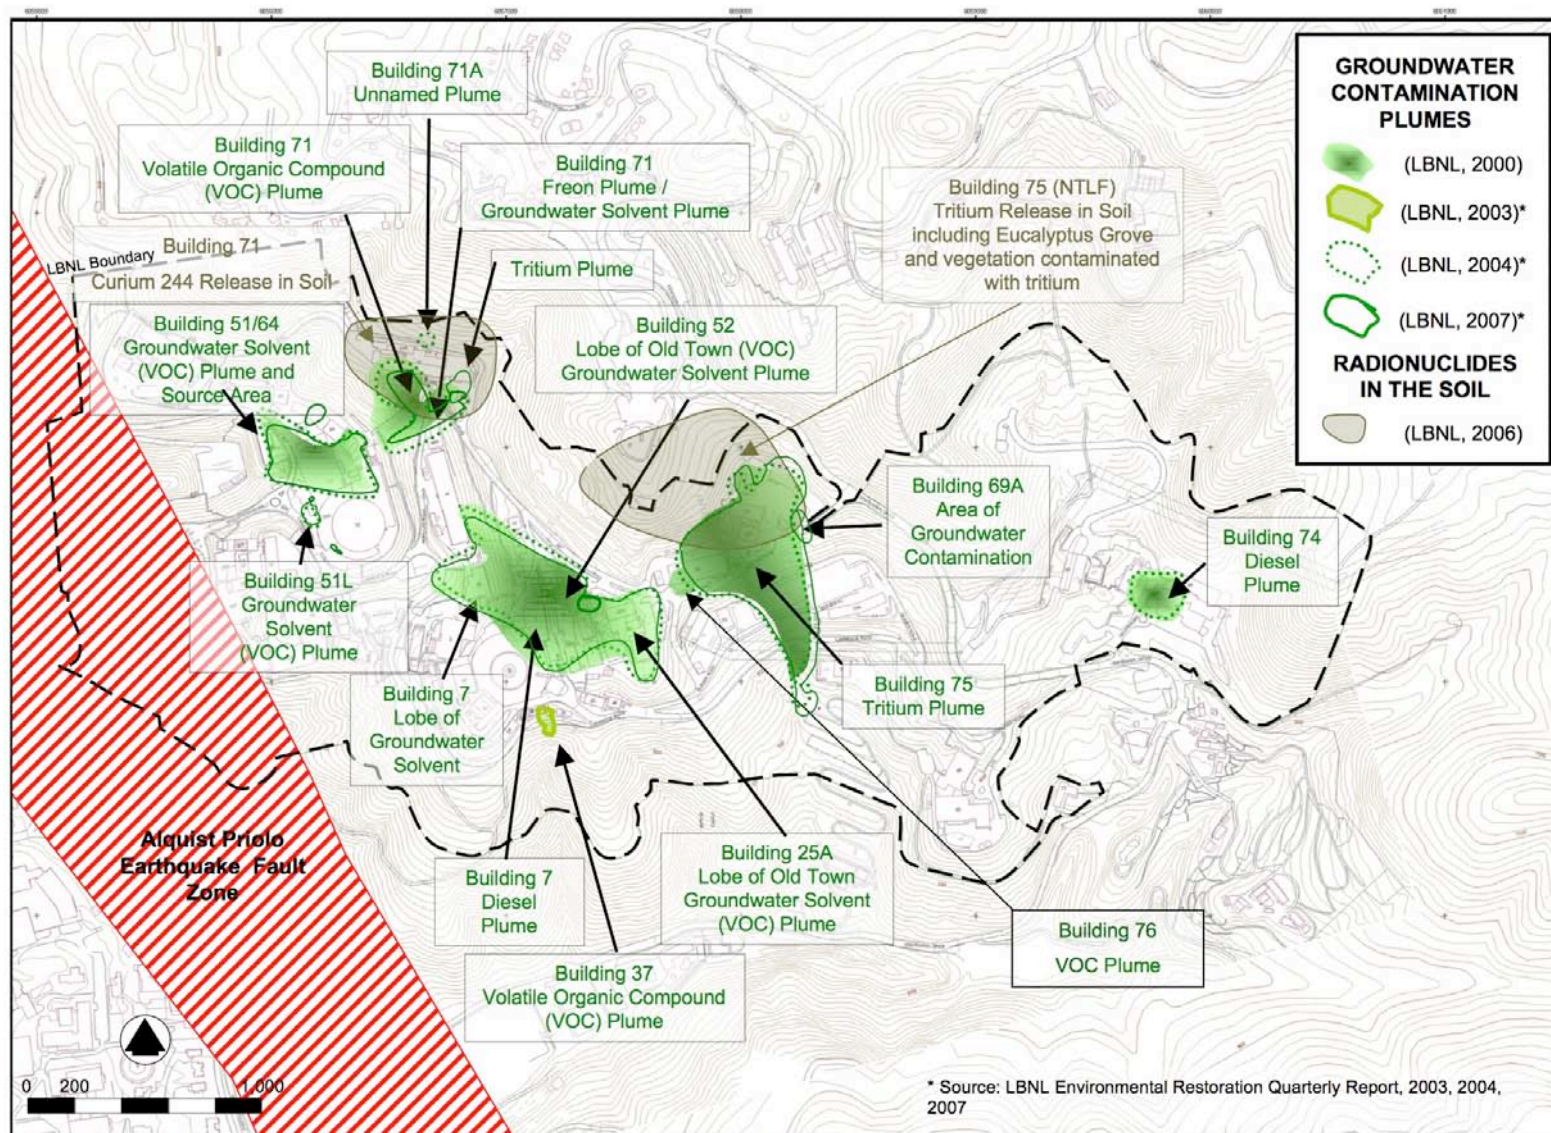 Building 71A
Unnamed Plume
Building 71
Volatile Organic Compound
(VOC) Plume
Building 71
Freon Plume /
Groundwater Solvent Plume
Building 75 (NTLF)
Tritium Release in Soil
including Eucalyptus Grove
and vegetation contaminated
with tritium
GROUNDWATER
CONTAMINATION
PLUMES
(LBNL, 2000)
(LBNL, 2003)*
(LBNL, 2004)*
(LBNL, 2007)*
RADIONUCLIDES
IN THE SOIL
(LBNL, 2006)
LBNL Boundary
Building 71
Curium 244 Release in Soil
Tritium Plume
Building 51/64
Groundwater Solvent
(VOC) Plume and
Source Area
Building 52
Lobe of Old Town (VOC)
Groundwater Solvent Plume
Building 69A
Area of
Groundwater
Contamination
Building 74
Diesel
Plume
Building 51L
Groundwater
Solvent
(VOC) Plume
Building 7
Lobe of
Groundwater
Solvent
Building 75
Tritium Plume
Alquist Priolo
Earthquake Fault
Zone
Building 7
Diesel
Plume
Building 25A
Lobe of Old Town
Groundwater Solvent
(VOC) Plume
Building 76
VOC Plume
Building 37
Volatile Organic Compound
(VOC) Plume
0 200 1,000
* Source: LBNL Environmental Restoration Quarterly Report, 2003, 2004,
2007